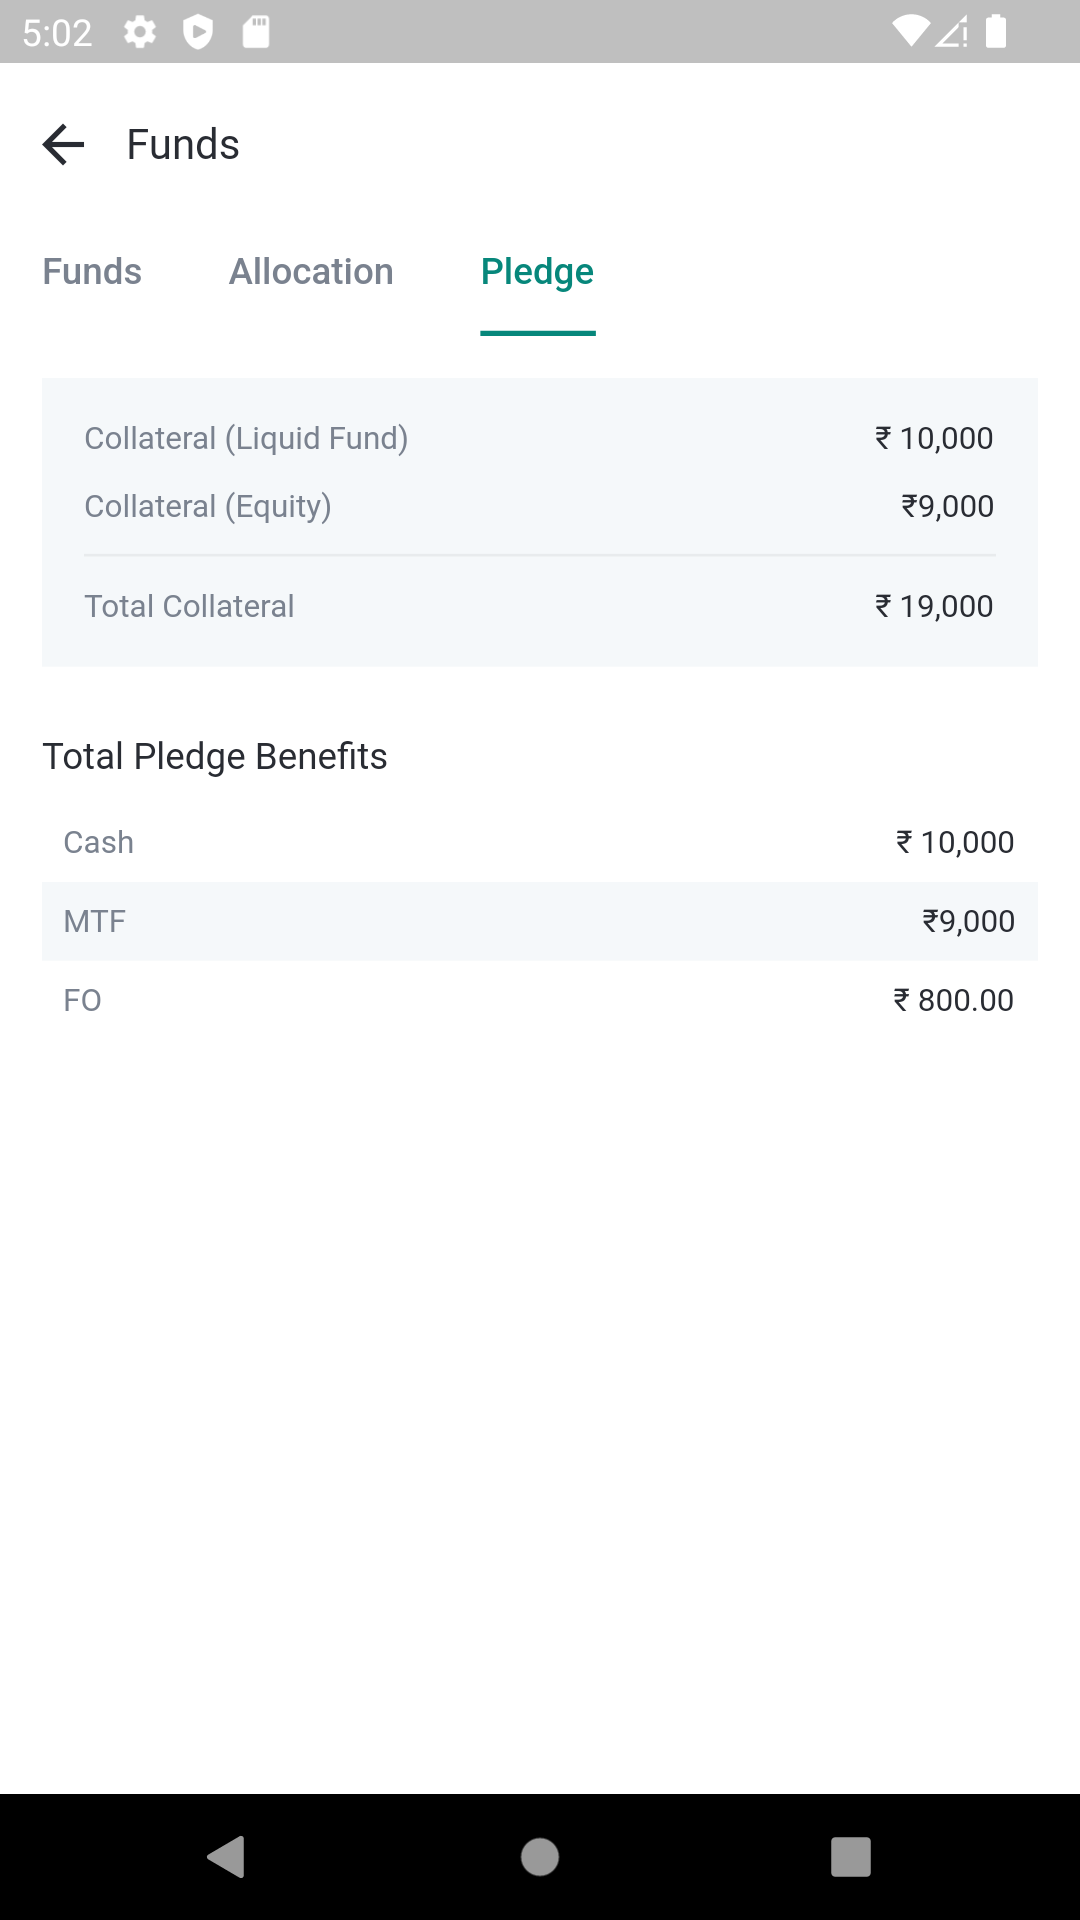 5:02
Funds
Funds Allocation Pledge
Collateral (Liquid Fund) ₹ 10,000
Collateral (Equity) ₹9,000
Total Collateral ₹ 19,000
Total Pledge Benefits
Cash ₹ 10,000
MTF ₹9,000
FO ₹ 800.00